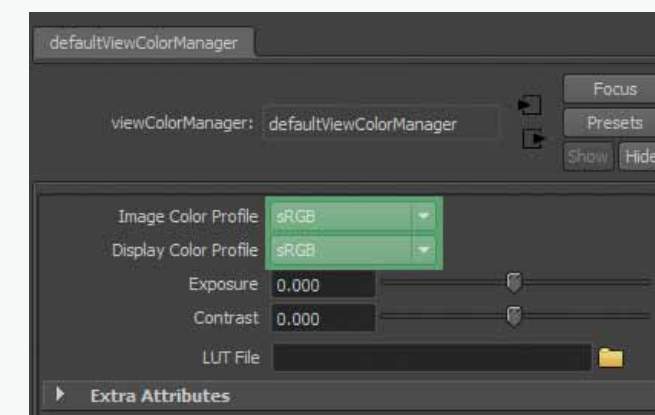 defaultViewColorManager
Focus
viewColorManager: defaultViewColorManager
Presets
Show Hide
Image Color Profile sRGB
Display Color Profile sRGB
Exposure 0.000
Contrast 0.000
LUT File
Extra Attributes